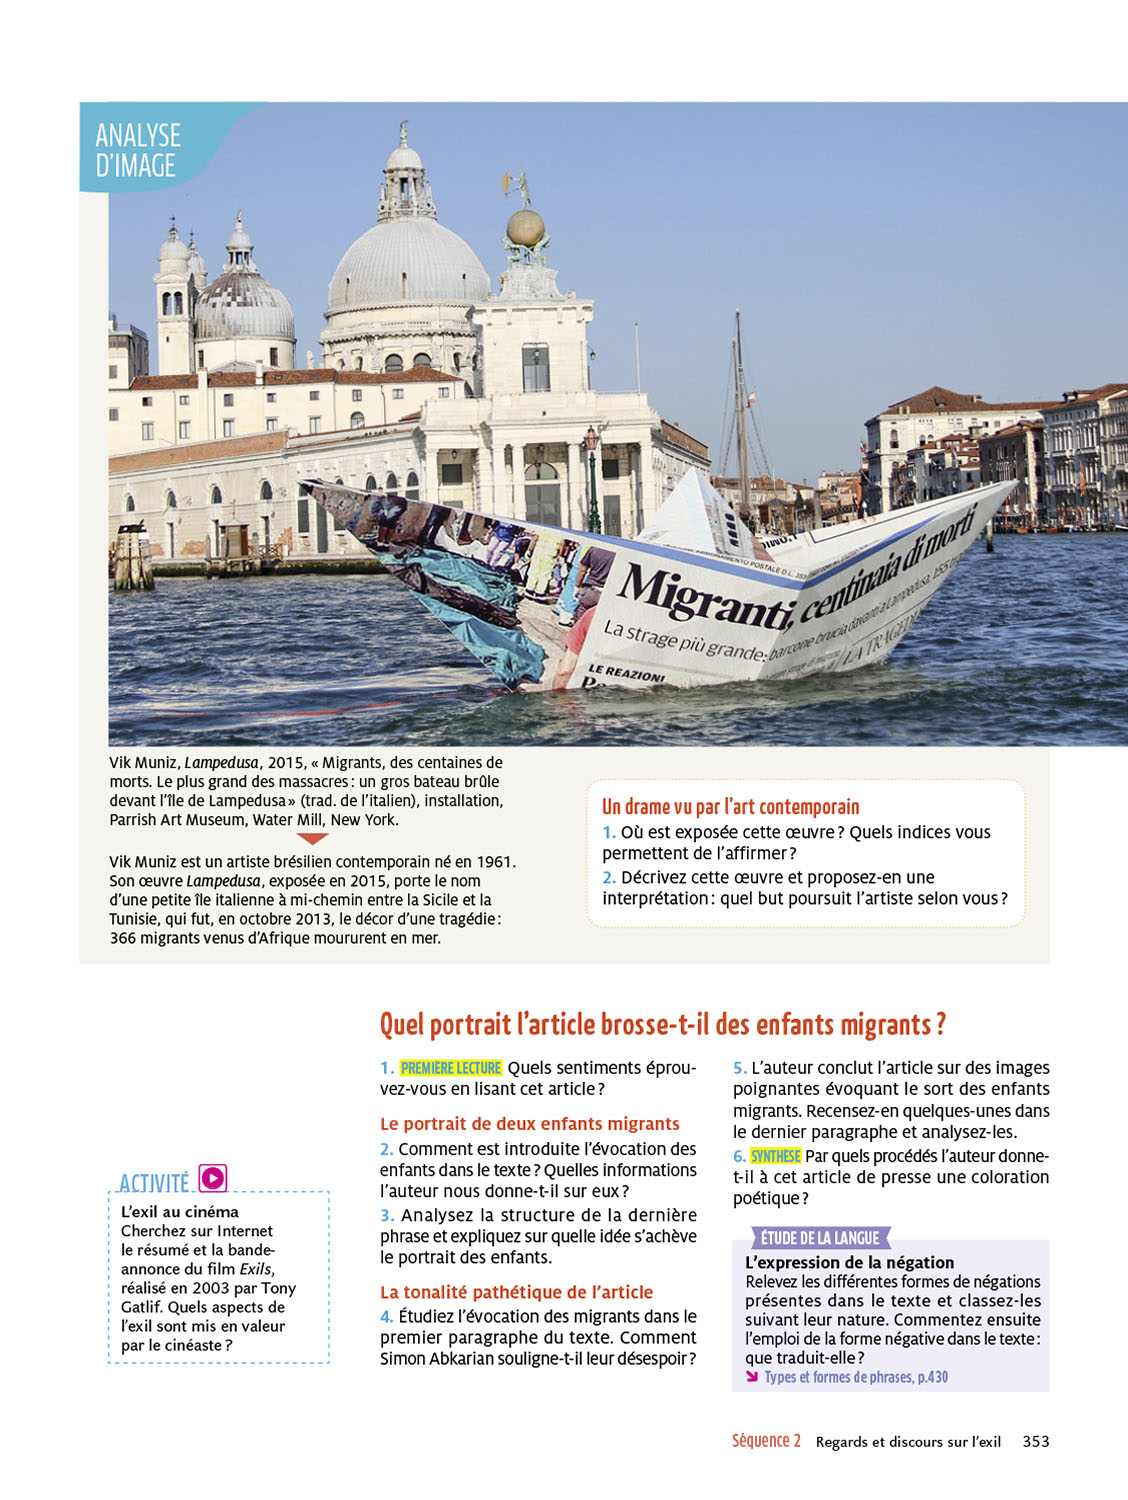 ANALYSE
D'IMAGE
Migranti, centinaia di morti
La strage più grande: barcone brucia davanti a Lampedusa, 155
LA TRAGEDI
LE REAZIONI
Vik Muniz, Lampedusa, 2015, « Migrants, des centaines de
morts. Le plus grand des massacres : un gros bateau brûle
devant l'île de Lampedusa » (trad. de l'italien), installation,
Parrish Art Museum, Water Mill, New York.
Vik Muniz est un artiste brésilien contemporain né en 1961.
Son œuvre Lampedusa, exposée en 2015, porte le nom
d'une petite île italienne à mi-chemin entre la Sicile et la
Tunisie, qui fut, en octobre 2013, le décor d'une tragédie :
366 migrants venus d'Afrique moururent en mer.
Un drame vu par l'art contemporain
1. Où est exposée cette œuvre ? Quels indices vous
permettent de l'affirmer ?
2. Décrivez cette œuvre et proposez-en une
interprétation : quel but poursuit l'artiste selon vous ?
Quel portrait l'article brosse-t-il des enfants migrants ?
1. PREMIÈRE LECTURE Quels sentiments éprou-
vez-vous en lisant cet article ?
Le portrait de deux enfants migrants
2. Comment est introduite l'évocation des
enfants dans le texte ? Quelles informations
l'auteur nous donne-t-il sur eux ?
3. Analysez la structure de la dernière
phrase et expliquez sur quelle idée s'achève
le portrait des enfants.
La tonalité pathétique de l'article
4. Étudiez l'évocation des migrants dans le
premier paragraphe du texte. Comment
Simon Abkarian souligne-t-il leur désespoir ?
5. L'auteur conclut l'article sur des images
poignantes évoquant le sort des enfants
migrants. Recensez-en quelques-unes dans
le dernier paragraphe et analysez-les.
6. SYNTHÈSE Par quels procédés l'auteur donne-
t-il à cet article de presse une coloration
poétique ?
ACTIVITÉ
L'exil au cinéma
Cherchez sur Internet
le résumé et la bande-
annonce du film Exils,
réalisé en 2003 par Tony
Gatlif. Quels aspects de
l'exil sont mis en valeur
par le cinéaste ?
ÉTUDE DE LA LANGUE
L'expression de la négation
Relevez les différentes formes de négations
présentes dans le texte et classez-les
suivant leur nature. Commentez ensuite
l'emploi de la forme négative dans le texte :
que traduit-elle ?
Types et formes de phrases, p.430
Séquence 2 Regards et discours sur l'exil 353